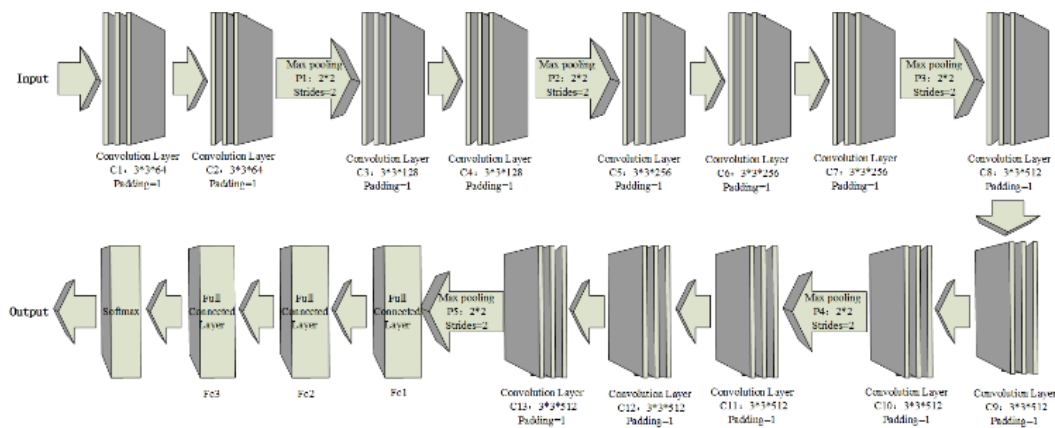 Input
Max pooling
P1: 2*2
Strides=2
Max pooling
P2: 2*2
Strides=2
Max pooling
P3: 2*2
Strides=2
Convolution Layer
C1: 3*3*64
Padding=1
Convolution Layer
C2: 3*3*64
Padding=1
Convolution Layer
C3: 3*3*128
Padding=1
Convolution Layer
C4: 3*3*128
Padding=1
Convolution Layer
C5: 3*3*256
Padding=1
Convolution Layer
C6: 3*3*256
Padding=1
Convolution Layer
C7: 3*3*256
Padding=1
Convolution Layer
C8: 3*3*512
Padding=1
Output
Softmax
Full
Connected
Layer
Full
Connected
Layer
Full
Connected
Layer
Max pooling
P5: 2*2
Strides=2
Max pooling
P4: 2*2
Strides=2
Fc3
Fc2
Fc1
Convolution Layer
C13: 3*3*512
Padding=1
Convolution Layer
C12: 3*3*512
Padding=1
Convolution Layer
C11: 3*3*512
Padding=1
Convolution Layer
C10: 3*3*512
Padding=1
Convolution Layer
C9: 3*3*512
Padding=1